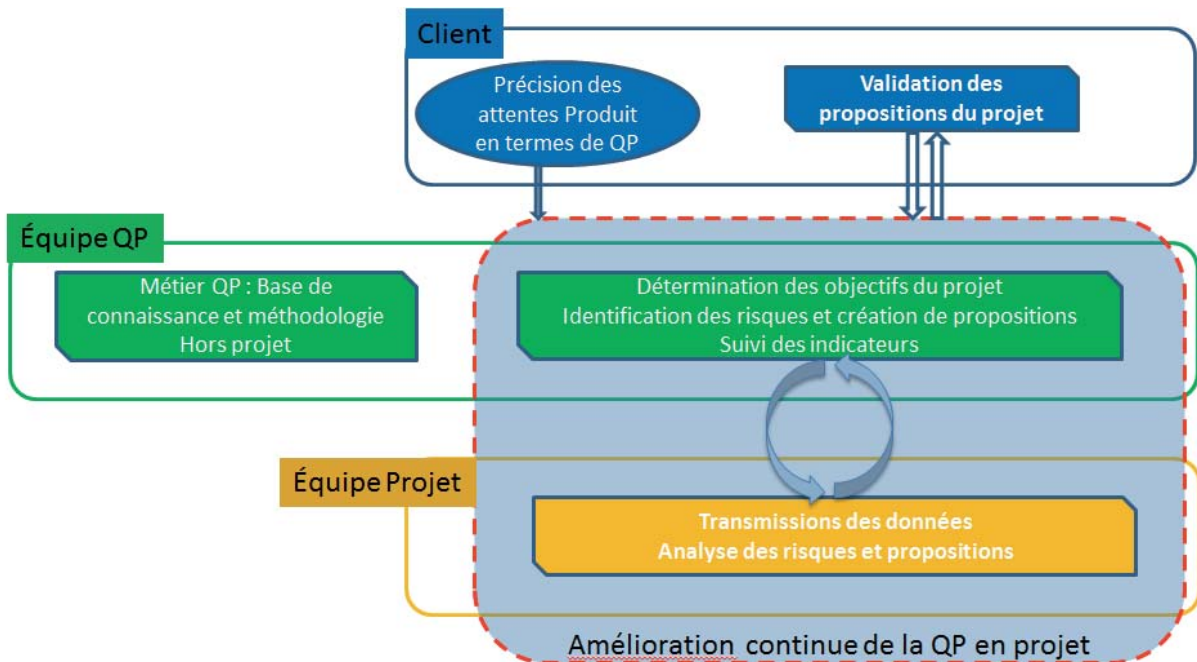 Client
Précision des
attentes Produit
en termes de QP
Validation des
propositions du projet
Équipe QP
Métier QP : Base de
connaissance et méthodologie
Hors projet
Détermination des objectifs du projet
Identification des risques et création de propositions
Suivi des indicateurs
Équipe Projet
Transmissions des données
Analyse des risques et propositions
Amélioration continue de la QP en projet